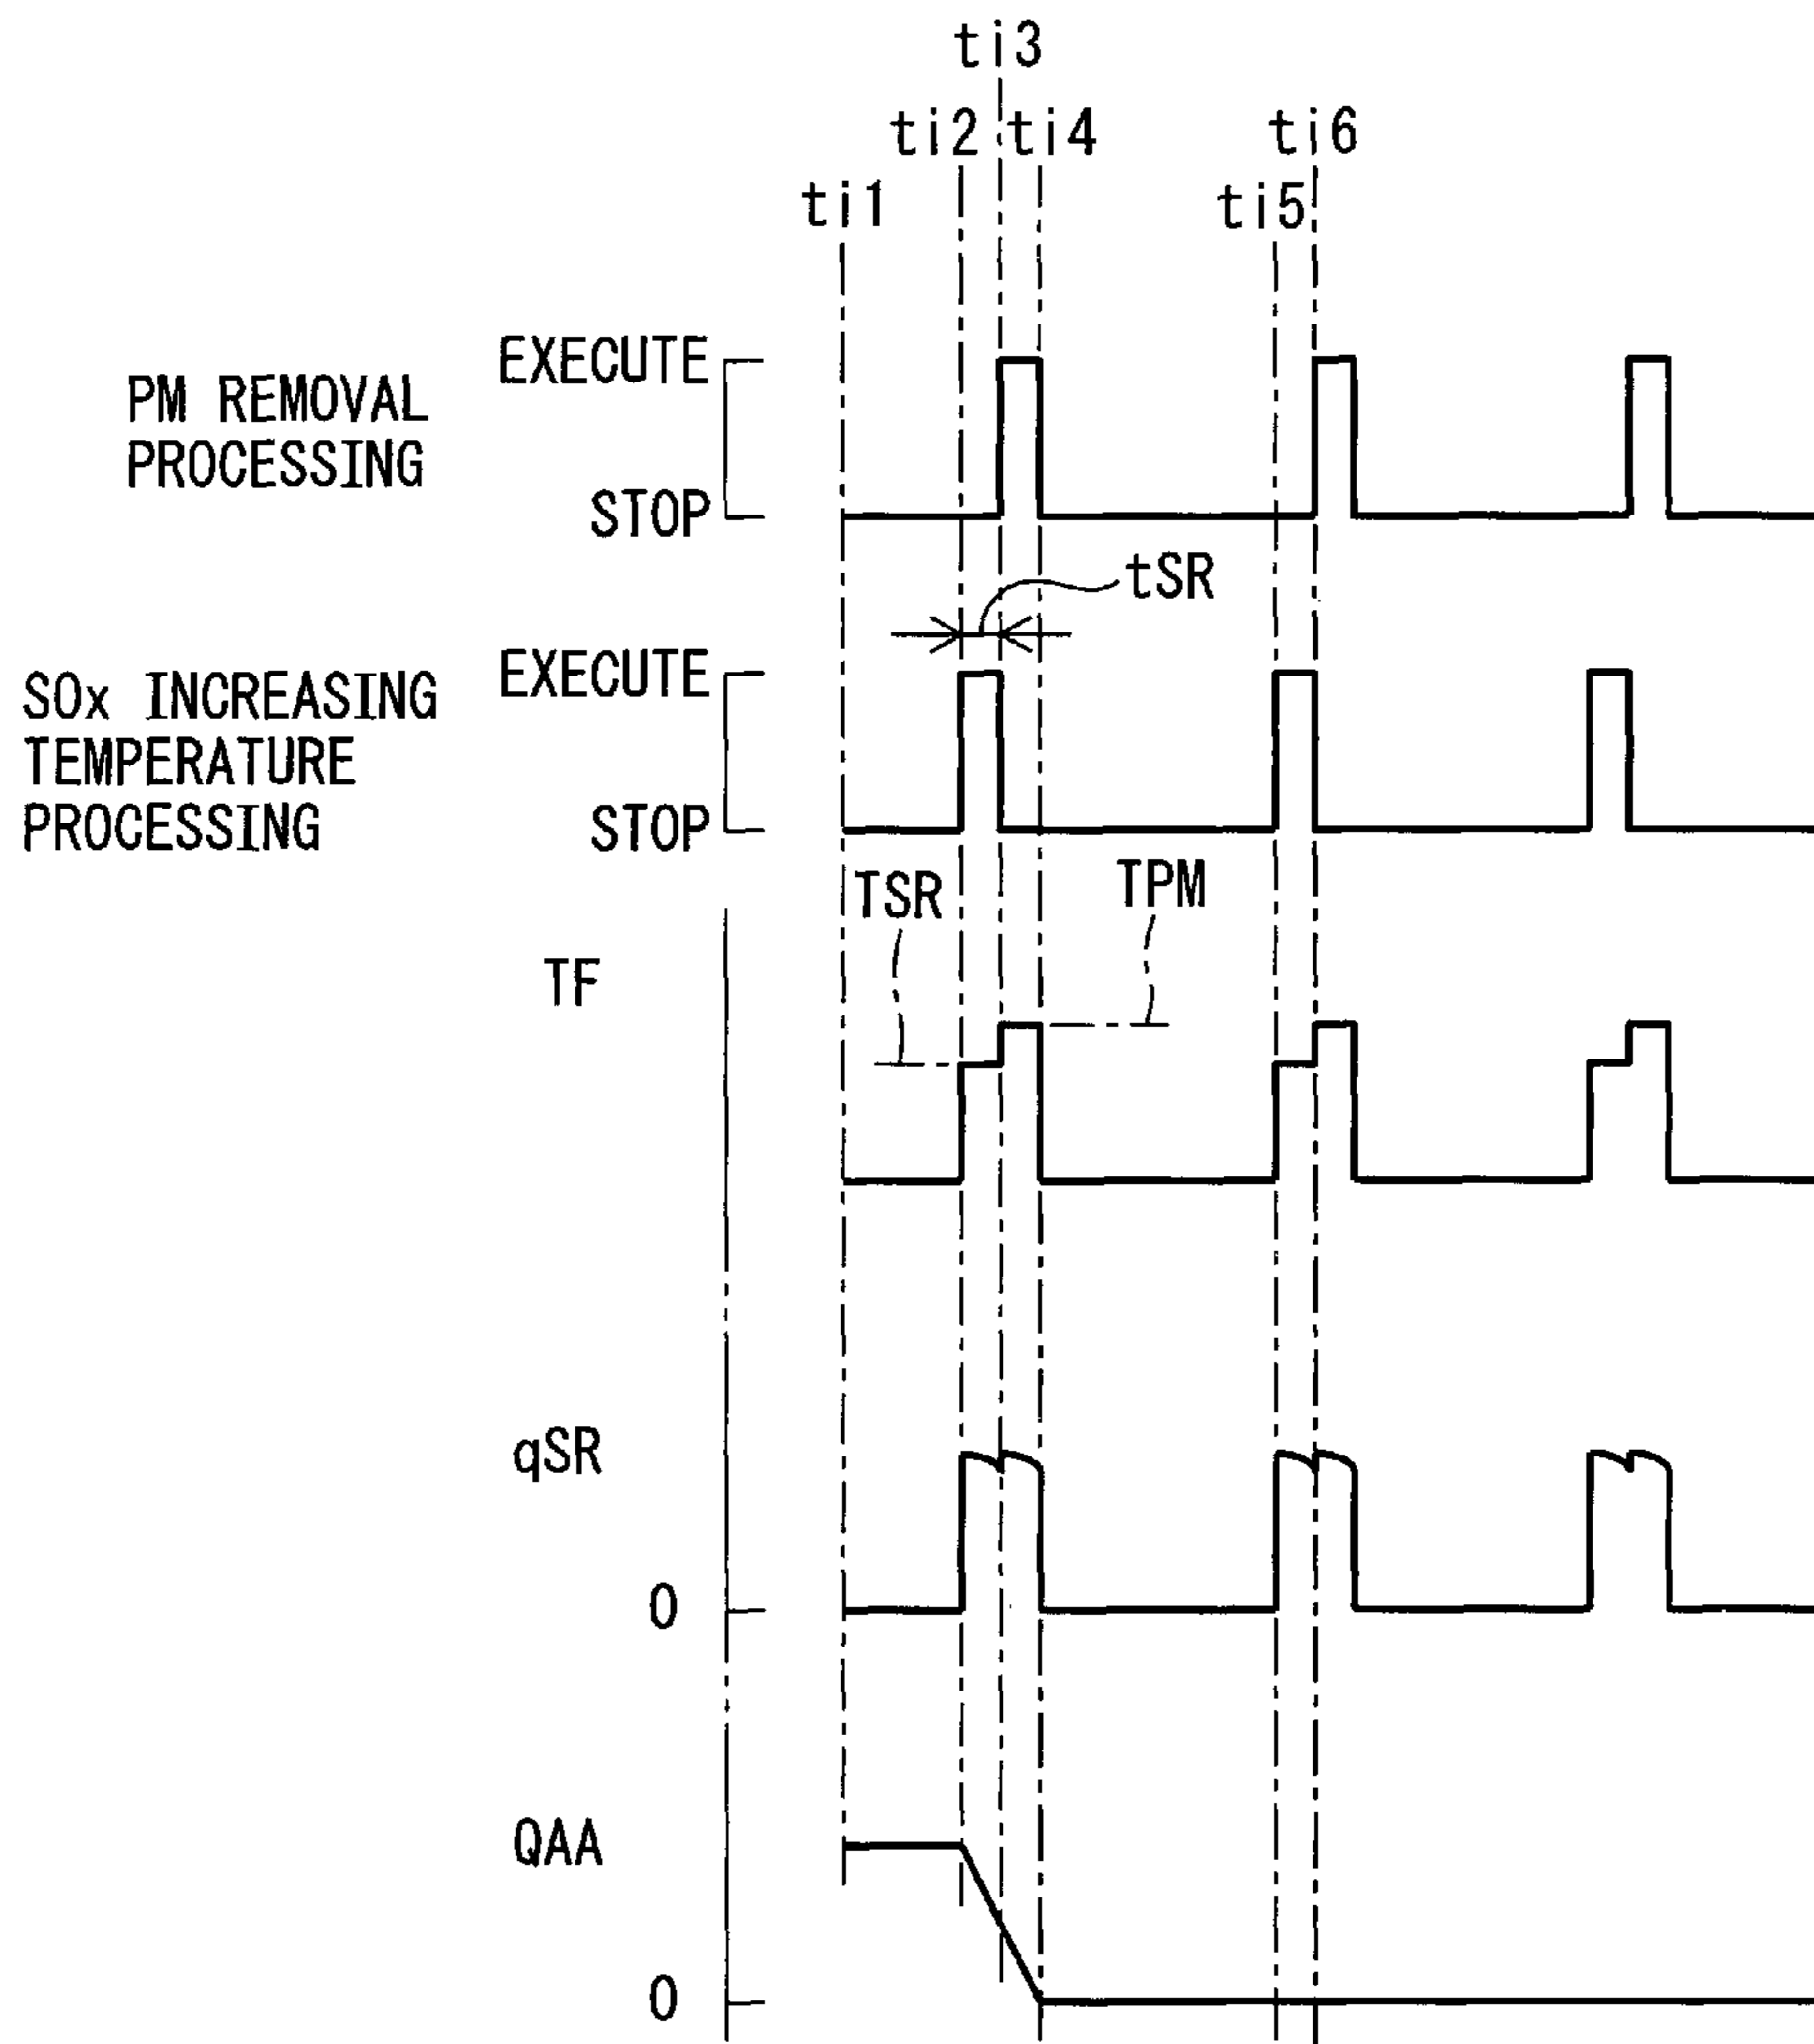 ti3
ti2
ti4
ti6
ti1
ti5
EXECUTE
PM REMOVAL
PROCESSING
STOP
tSR
EXECUTE
SOx INCREASING
TEMPERATURE
PROCESSING
STOP
TSR
TPM
TF
qSR
0
QAA
0